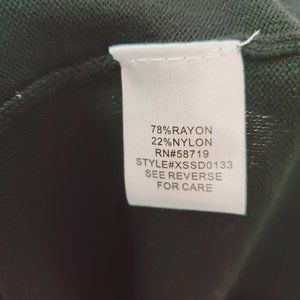 78%RAYON
22%NYLON
RN#58719
STYLE#XSSD0133
SEE REVERSE
FOR CARE